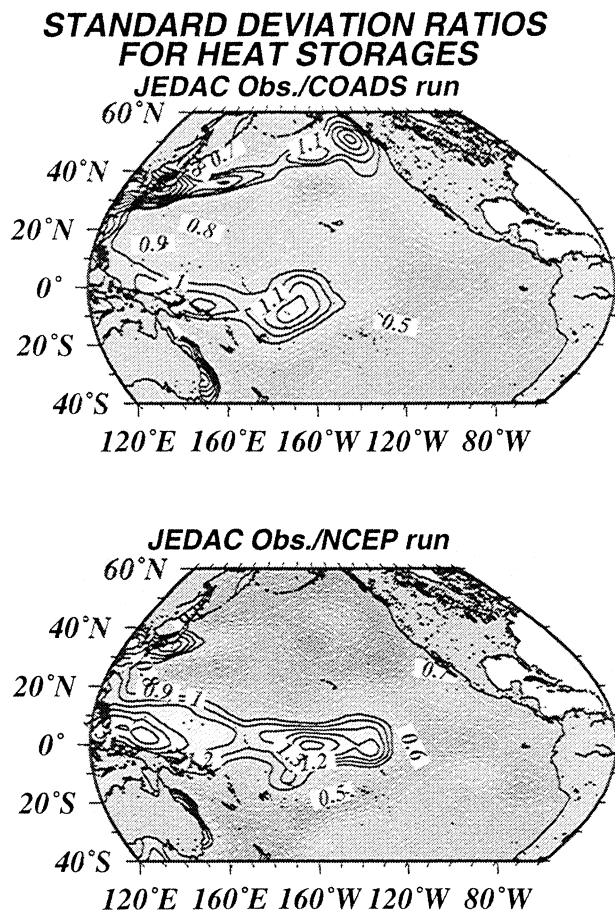 STANDARD DEVIATION RATIOS
FOR HEAT STORAGES
JEDAC Obs./COADS run
60˚N
40˚N
20˚N
0˚
20˚S
40˚S
1.1
0.8
0.9
1
1.1
0.5
120˚E 160˚E 160˚W 120˚W 80˚W
JEDAC Obs./NCEP run
60˚N
40˚N
20˚N
0˚
20˚S
40˚S
0.7
0.9
1
0.6
1.2
1.2
0.5
120˚E 160˚E 160˚W 120˚W 80˚W